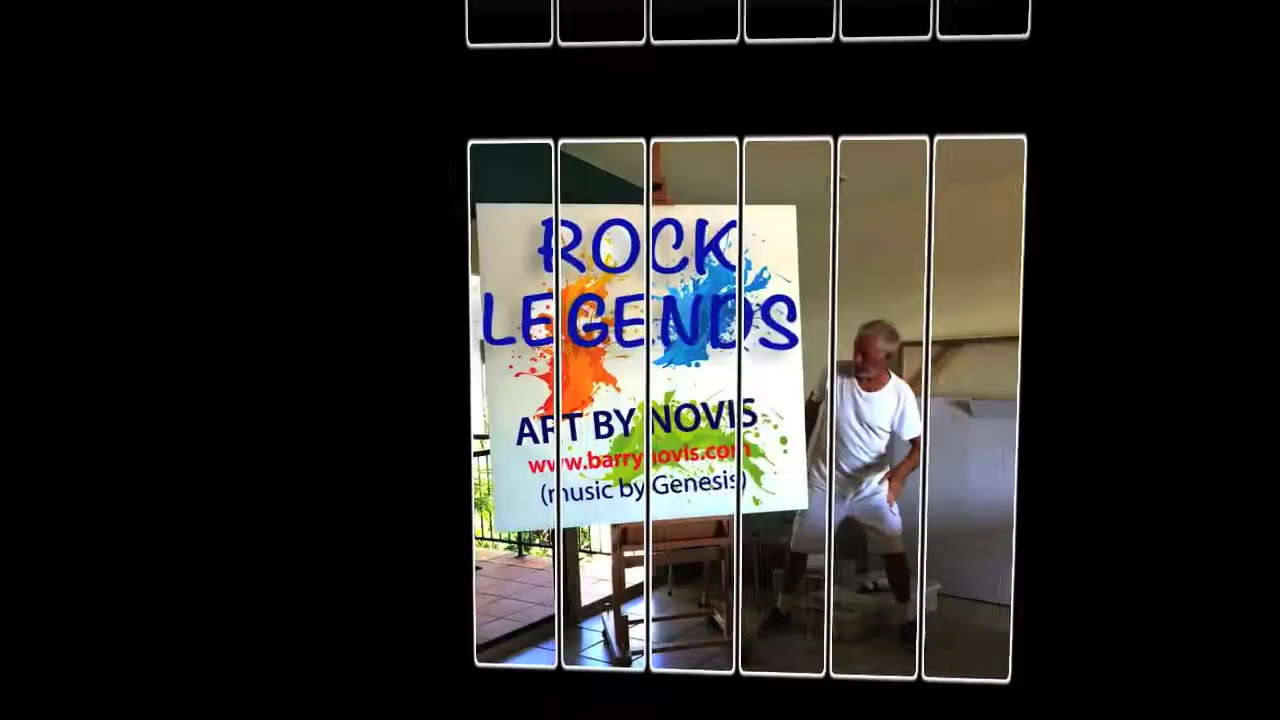 ROCK
LEGENDS
ART BY NOVIS
www.barrynovis.com
(music by Genesis)